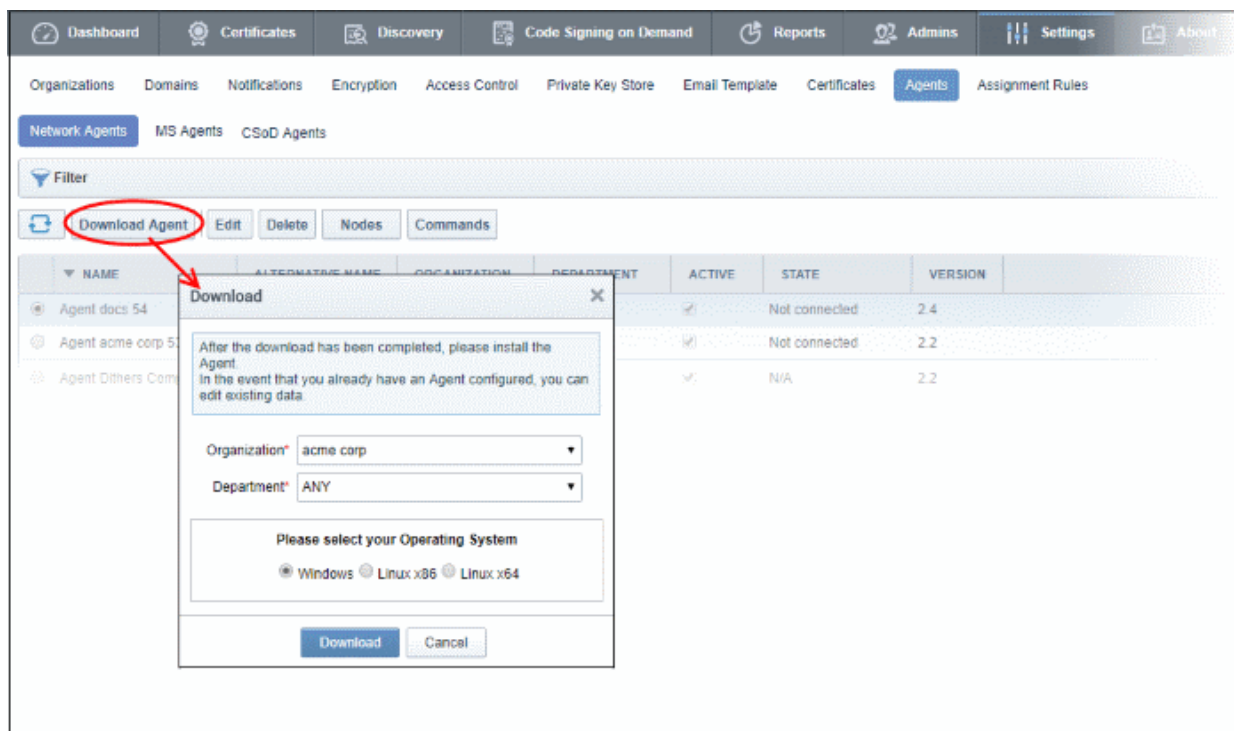 Dashboard Certificates Discovery Code Signing on Demand Reports Admins Settings About
Organizations Domains Notifications Encryption Access Control Private Key Store Email Template Certificates Agents Assignment Rules
Network Agents MS Agents CSoD Agents
Filter
Download Agent Edit Delete Nodes Commands
NAME ALTERNATIVE NAME ORGANIZATION DEPARTMENT ACTIVE STATE VERSION
Agent docs 54 Not connected 2.4
Agent acme corp Not connected 2.2
Agent Dithers N/A 2.2
Download
After the download has been completed, please install the
Agent.
In the event that you already have an Agent configured, you can
edit existing data.
Organization* acme corp
Department* ANY
Please select your Operating System
Windows Linux x86 Linux x64
Download Cancel